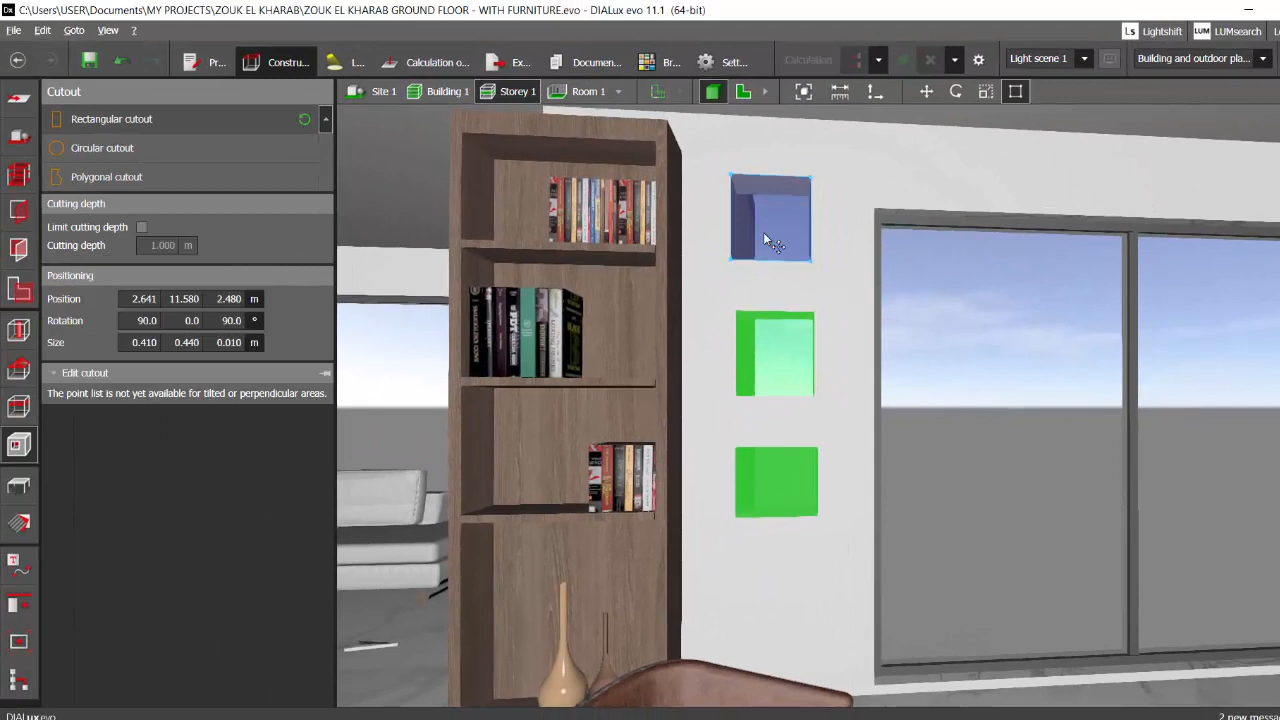 C:\Users\USER\Documents\MY PROJECTS\ZOUK EL KHARAB\ZOUK EL KHARAB GROUND FLOOR - WITH FURNITURE.evo - DIALux evo 11.1 (64-bit)
File Edit Goto View ?
Ls Lightshift LUM LUMsearch
Pr... Constru... L... Calculation o... Ex... Documen... Br... Sett... Calculation Light scene 1 Building and outdoor pla...
Cutout
Site 1 Building 1 Storey 1 Room 1
Rectangular cutout
Circular cutout
Polygonal cutout
Cutting depth
Limit cutting depth
Cutting depth 1.000 m
Positioning
Position 2.641 11.580 2.480 m
Rotation 90.0 0.0 90.0 °
Size 0.410 0.440 0.010 m
Edit cutout
The point list is not yet available for tilted or perpendicular areas.
DIALux evo
2 new messa